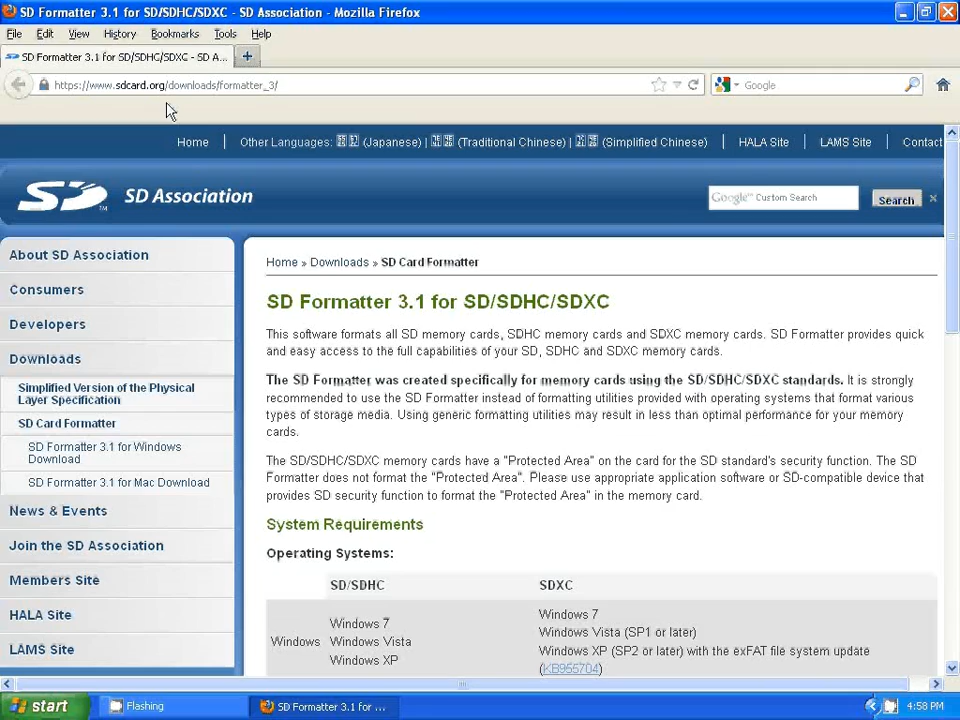 SD Formatter 3.1 for SD/SDHC/SDXC - SD Association - Mozilla Firefox
File Edit View History Bookmarks Tools Help
SD Formatter 3.1 for SD/SDHC/SDXC - SD A...
https://www.sdcard.org/downloads/formatter_3/
Google
Home | Other Languages: (Japanese) | (Traditional Chinese) | (Simplified Chinese) | HALA Site | LAMS Site | Contact
SD TM SD Association
Google™ Custom Search
Search ×
About SD Association
Consumers
Developers
Downloads
Simplified Version of the Physical
Layer Specification
SD Card Formatter
SD Formatter 3.1 for Windows
Download
SD Formatter 3.1 for Mac Download
News & Events
Join the SD Association
Members Site
HALA Site
LAMS Site
Home » Downloads » SD Card Formatter
SD Formatter 3.1 for SD/SDHC/SDXC
This software formats all SD memory cards, SDHC memory cards and SDXC memory cards. SD Formatter provides quick
and easy access to the full capabilities of your SD, SDHC and SDXC memory cards.
The SD Formatter was created specifically for memory cards using the SD/SDHC/SDXC standards. It is strongly
recommended to use the SD Formatter instead of formatting utilities provided with operating systems that format various
types of storage media. Using generic formatting utilities may result in less than optimal performance for your memory
cards.
The SD/SDHC/SDXC memory cards have a "Protected Area" on the card for the SD standard's security function. The SD
Formatter does not format the "Protected Area". Please use appropriate application software or SD-compatible device that
provides SD security function to format the "Protected Area" in the memory card.
System Requirements
Operating Systems:
SD/SDHC SDXC
Windows
Windows 7
Windows Vista
Windows XP
Windows 7
Windows Vista (SP1 or later)
Windows XP (SP2 or later) with the exFAT file system update
(KB955704)
start Flashing SD Formatter 3.1 for ... 4:58 PM